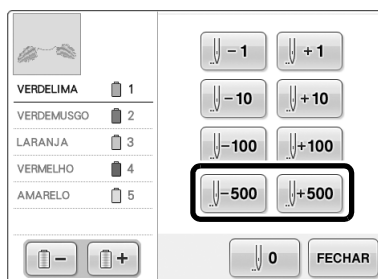 VERDELIMA 1
VERDEMUSGO 2
LARANJA 3
VERMELHO 4
AMARELO 5
− +
−1 +1
−10 +10
−100 +100
−500 +500
0 FECHAR